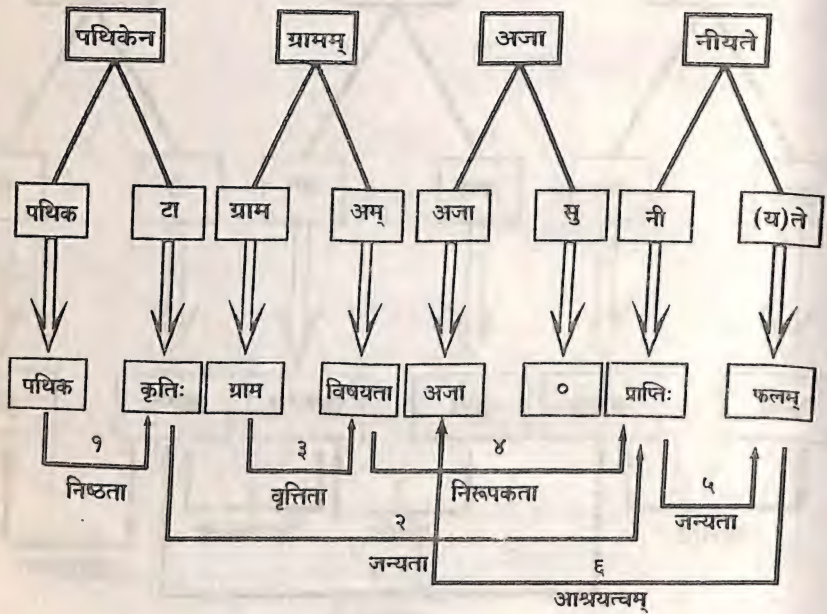 पथिकेन ग्रामम् अजा नीयते
पथिक टा ग्राम अम् अजा सु नी (य)ते
पथिक कृतिः ग्राम विषयता अजा ० प्राप्तिः फलम्
१ ३ ४ ५
निष्ठता वृत्तिता निरूपकता जन्यता
२
जन्यता ६
आश्रयत्वम्